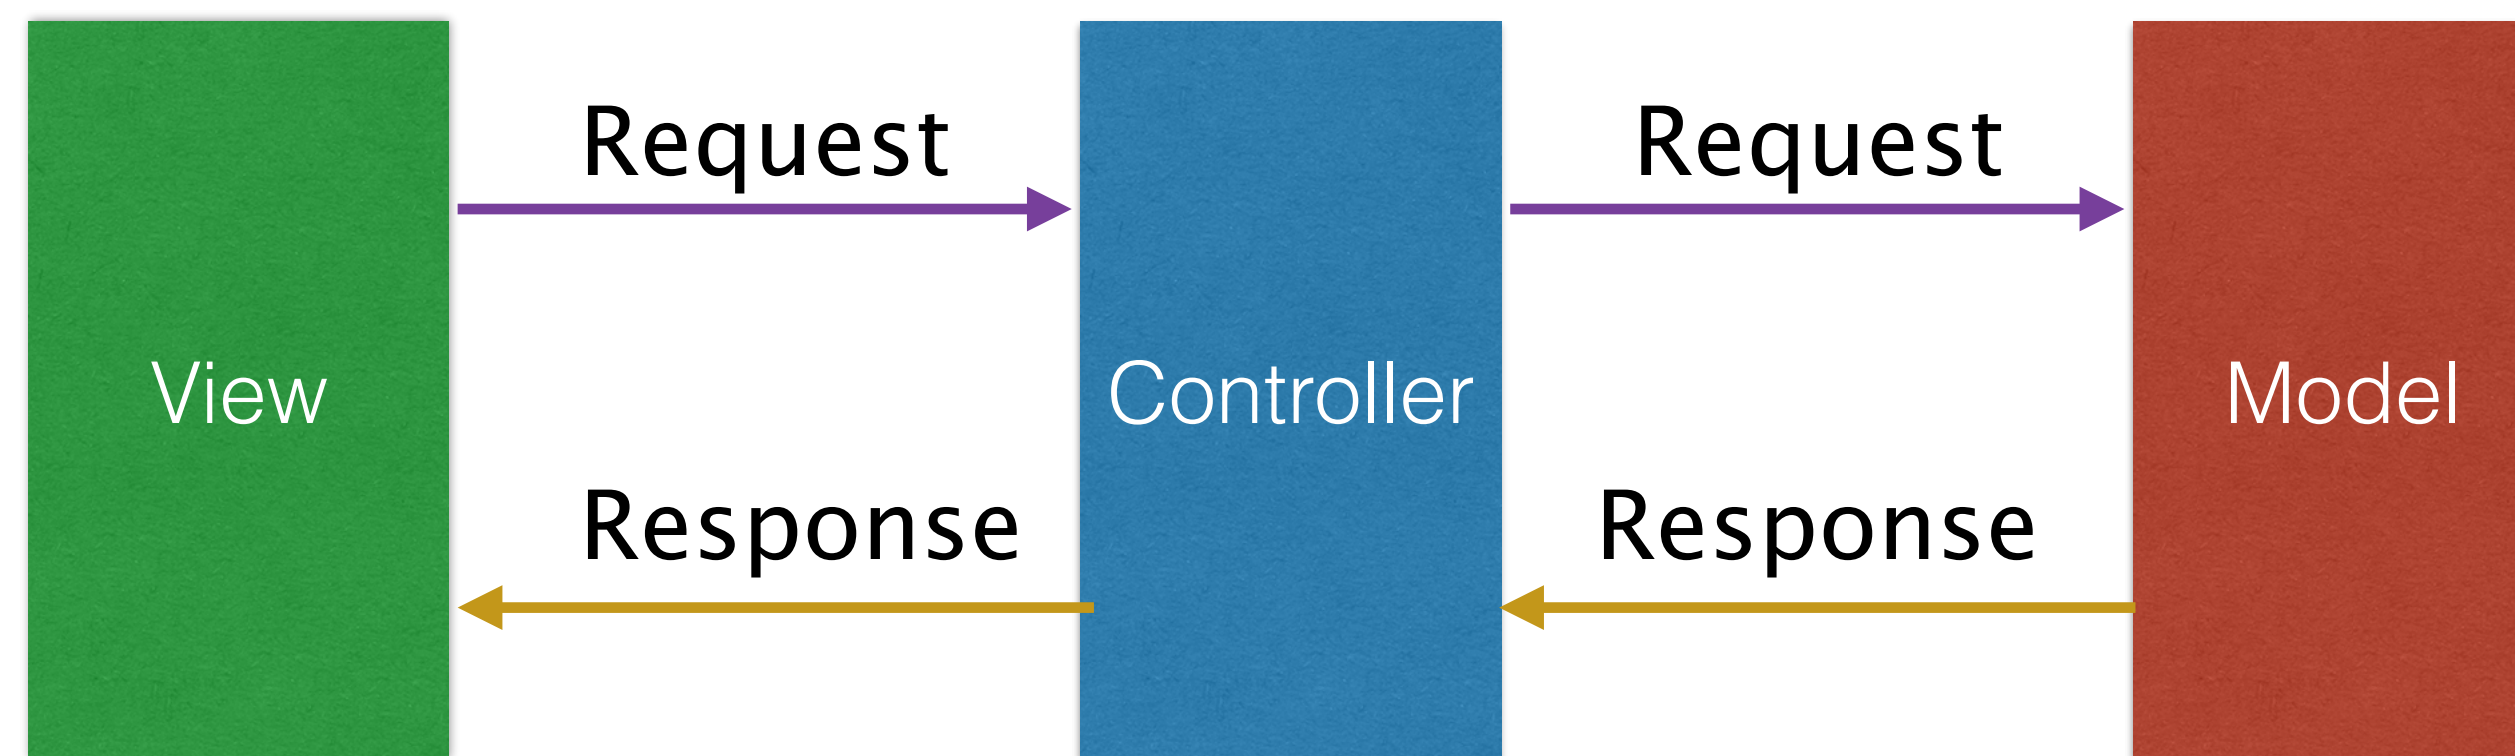 Request
Request
View
Controller
Model
Response
Response